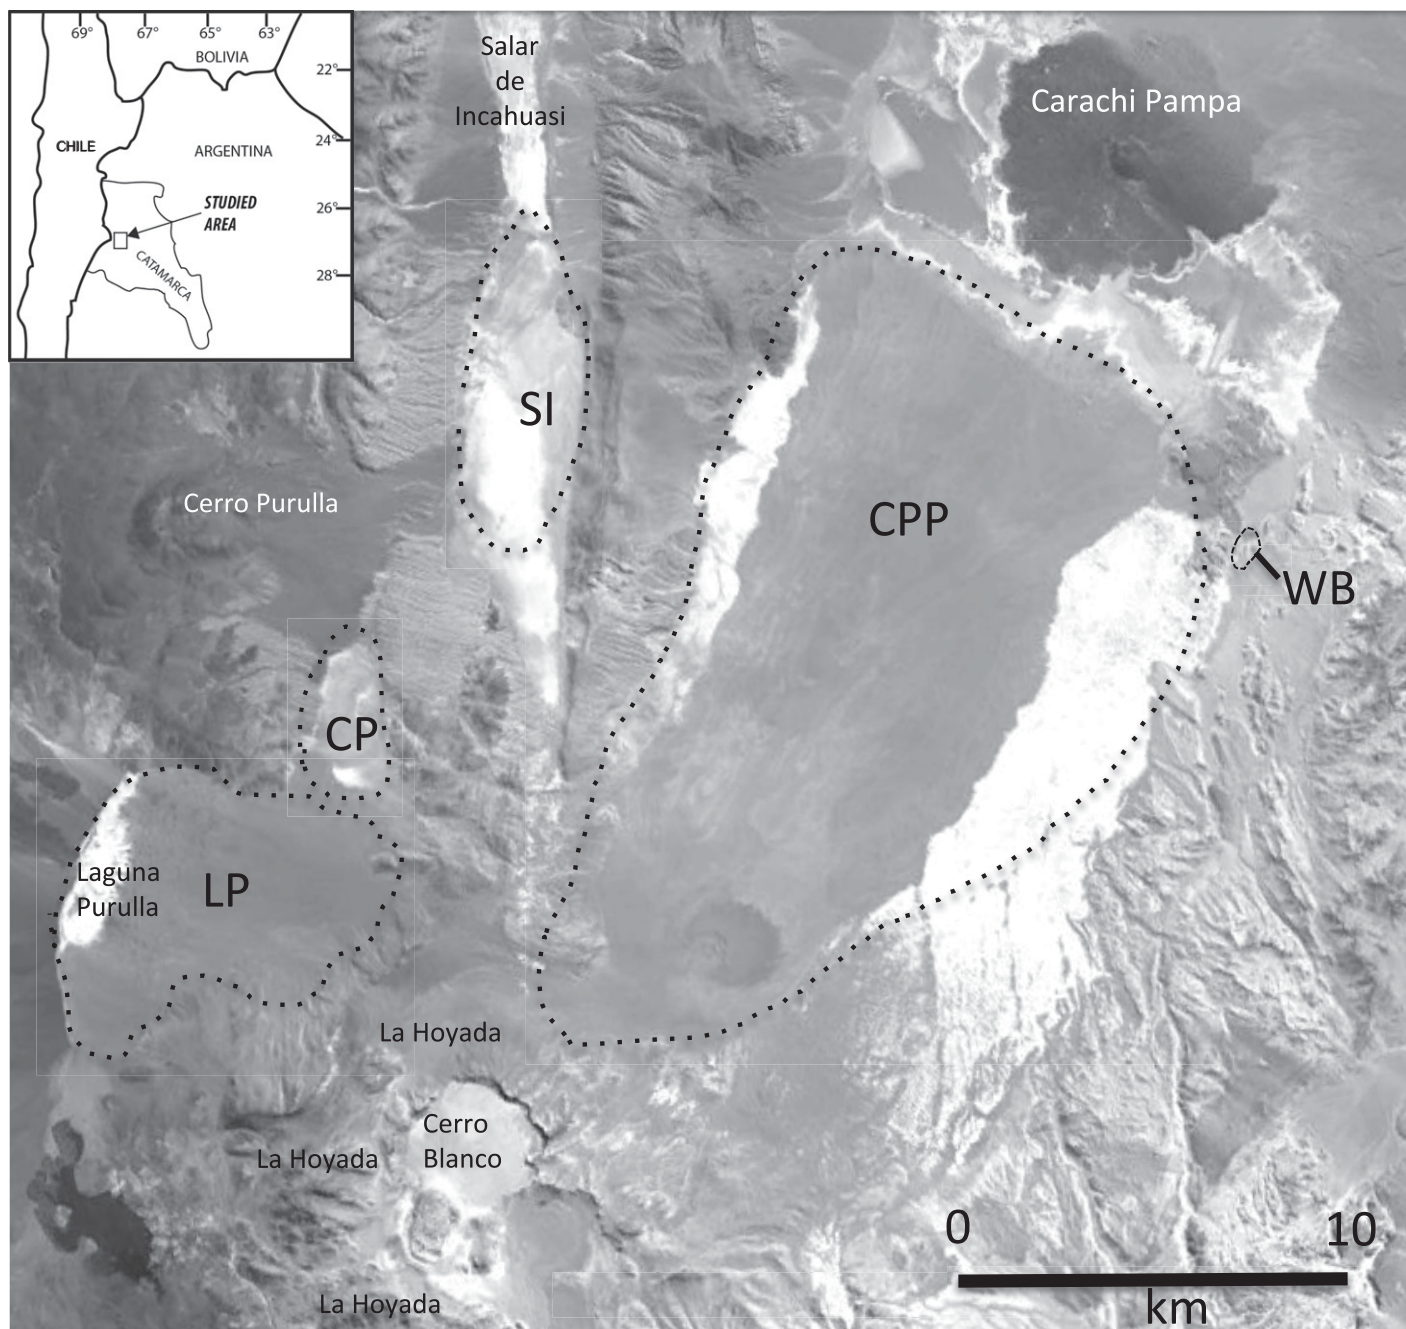 69°
67°
65°
63°
BOLIVIA
22°
CHILE
24°
ARGENTINA
STUDIED
AREA
26°
CATAMARCA
28°
Salar
de
Incahuasi
Carachi Pampa
SI
Cerro Purulla
CPP
WB
CP
Laguna
Purulla
LP
La Hoyada
Cerro
Blanco
La Hoyada
La Hoyada
0
10
km